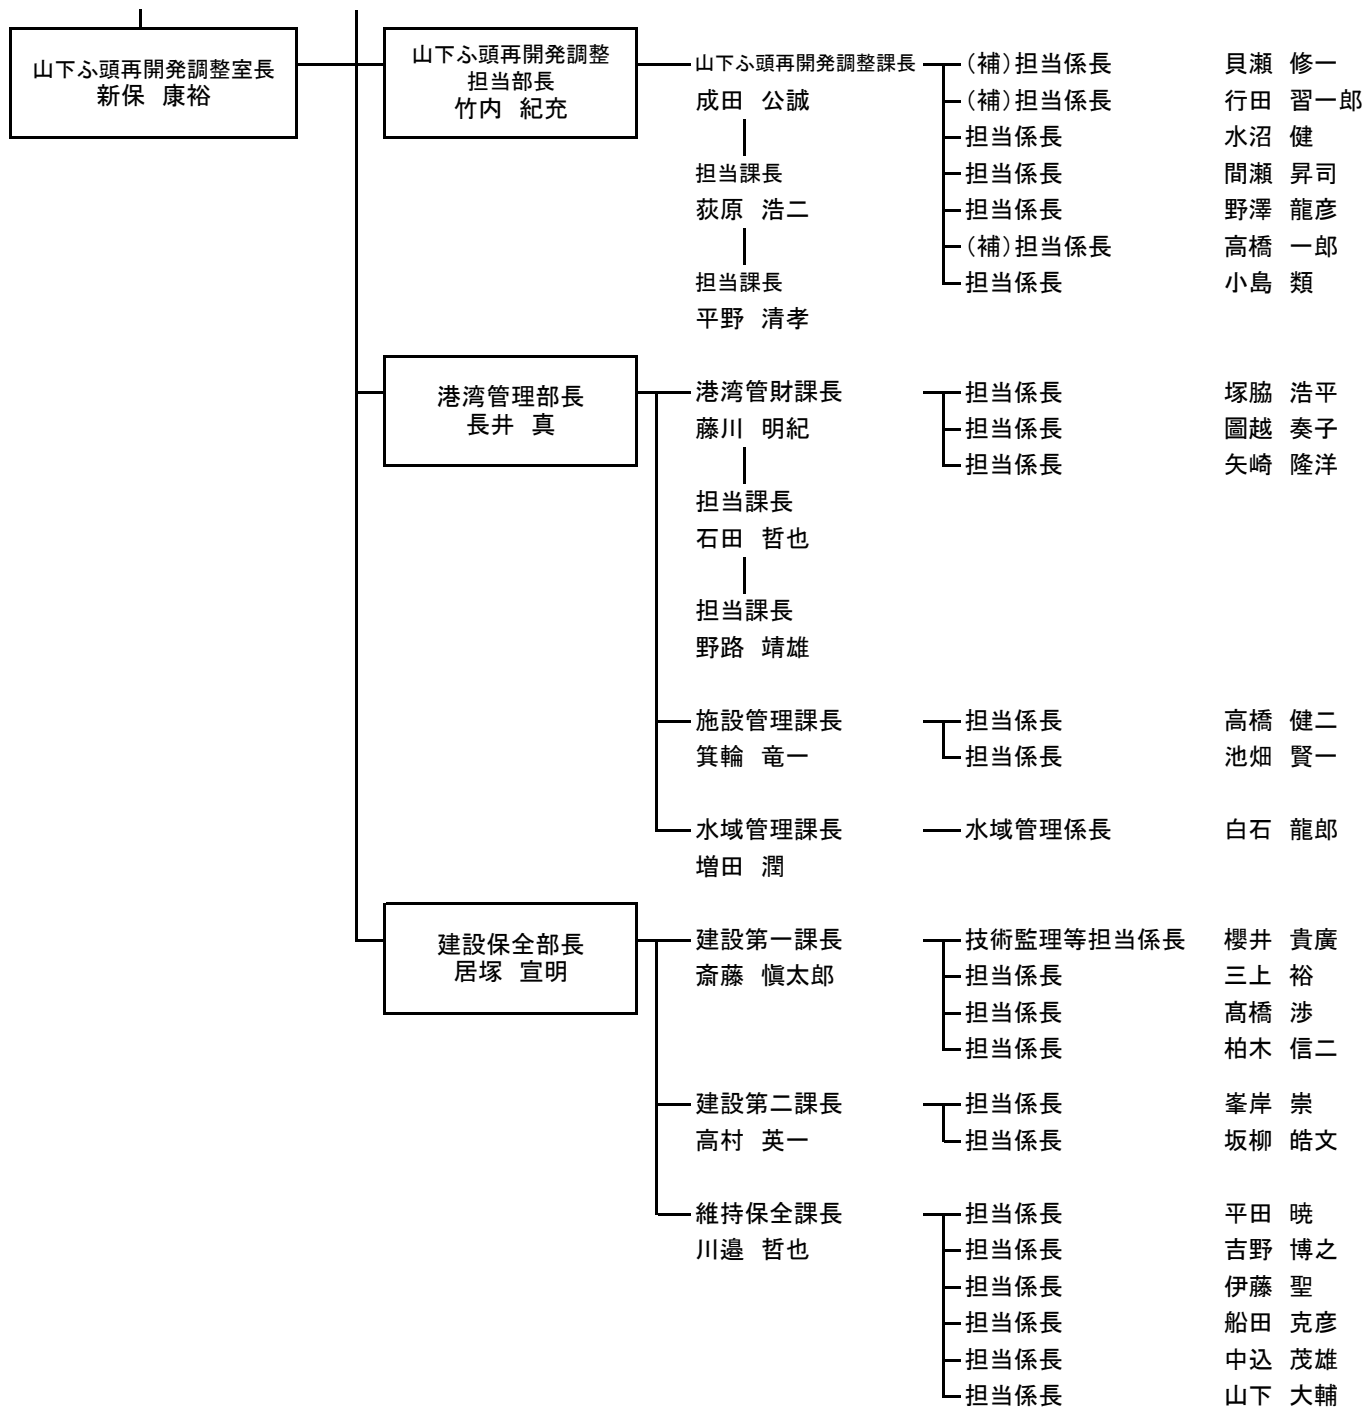 山下ふ頭再開発調整室長
新保 康裕
山下ふ頭再開発調整
担当部長
竹内 紀充
山下ふ頭再開発調整課長 (補)担当係長 貝瀬 修一
成田 公誠 (補)担当係長 行田 習一郎
担当係長 水沼 健
担当課長 担当係長 間瀬 昇司
荻原 浩二 担当係長 野澤 龍彦
(補)担当係長 高橋 一郎
担当課長 担当係長 小島 類
平野 清孝
港湾管理部長
長井 真
港湾管財課長 担当係長 塚脇 浩平
藤川 明紀 担当係長 圖越 奏子
担当係長 矢崎 隆洋
担当課長
石田 哲也
担当課長
野路 靖雄
施設管理課長 担当係長 高橋 健二
箕輪 竜一 担当係長 池畑 賢一
水域管理課長 水域管理係長 白石 龍郎
増田 潤
建設保全部長
居塚 宣明
建設第一課長 技術監理等担当係長 櫻井 貴廣
斎藤 愼太郎 担当係長 三上 裕
担当係長 髙橋 渉
担当係長 柏木 信二
建設第二課長 担当係長 峯岸 崇
高村 英一 担当係長 坂柳 皓文
維持保全課長 担当係長 平田 暁
川邉 哲也 担当係長 吉野 博之
担当係長 伊藤 聖
担当係長 船田 克彦
担当係長 中込 茂雄
担当係長 山下 大輔